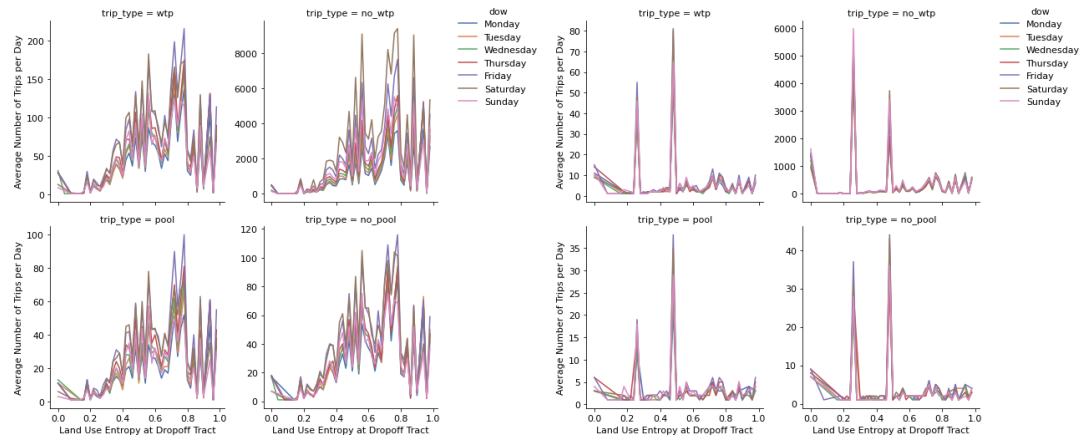 trip_type = wtp
trip_type = no_wtp
dow
Monday
Tuesday
Wednesday
Thursday
Friday
Saturday
Sunday
Average Number of Trips per Day
200
150
100
50
0
8000
6000
4000
2000
0
trip_type = pool
trip_type = no_pool
Average Number of Trips per Day
100
80
60
40
20
0
120
100
80
60
40
20
0
0.0 0.2 0.4 0.6 0.8 1.0
Land Use Entropy at Dropoff Tract
0.0 0.2 0.4 0.6 0.8 1.0
Land Use Entropy at Dropoff Tract
trip_type = wtp
trip_type = no_wtp
dow
Monday
Tuesday
Wednesday
Thursday
Friday
Saturday
Sunday
Average Number of Trips per Day
80
70
60
50
40
30
20
10
0
6000
5000
4000
3000
2000
1000
0
trip_type = pool
trip_type = no_pool
Average Number of Trips per Day
35
30
25
20
15
10
5
0
40
30
20
10
0
0.0 0.2 0.4 0.6 0.8 1.0
Land Use Entropy at Dropoff Tract
0.0 0.2 0.4 0.6 0.8 1.0
Land Use Entropy at Dropoff Tract